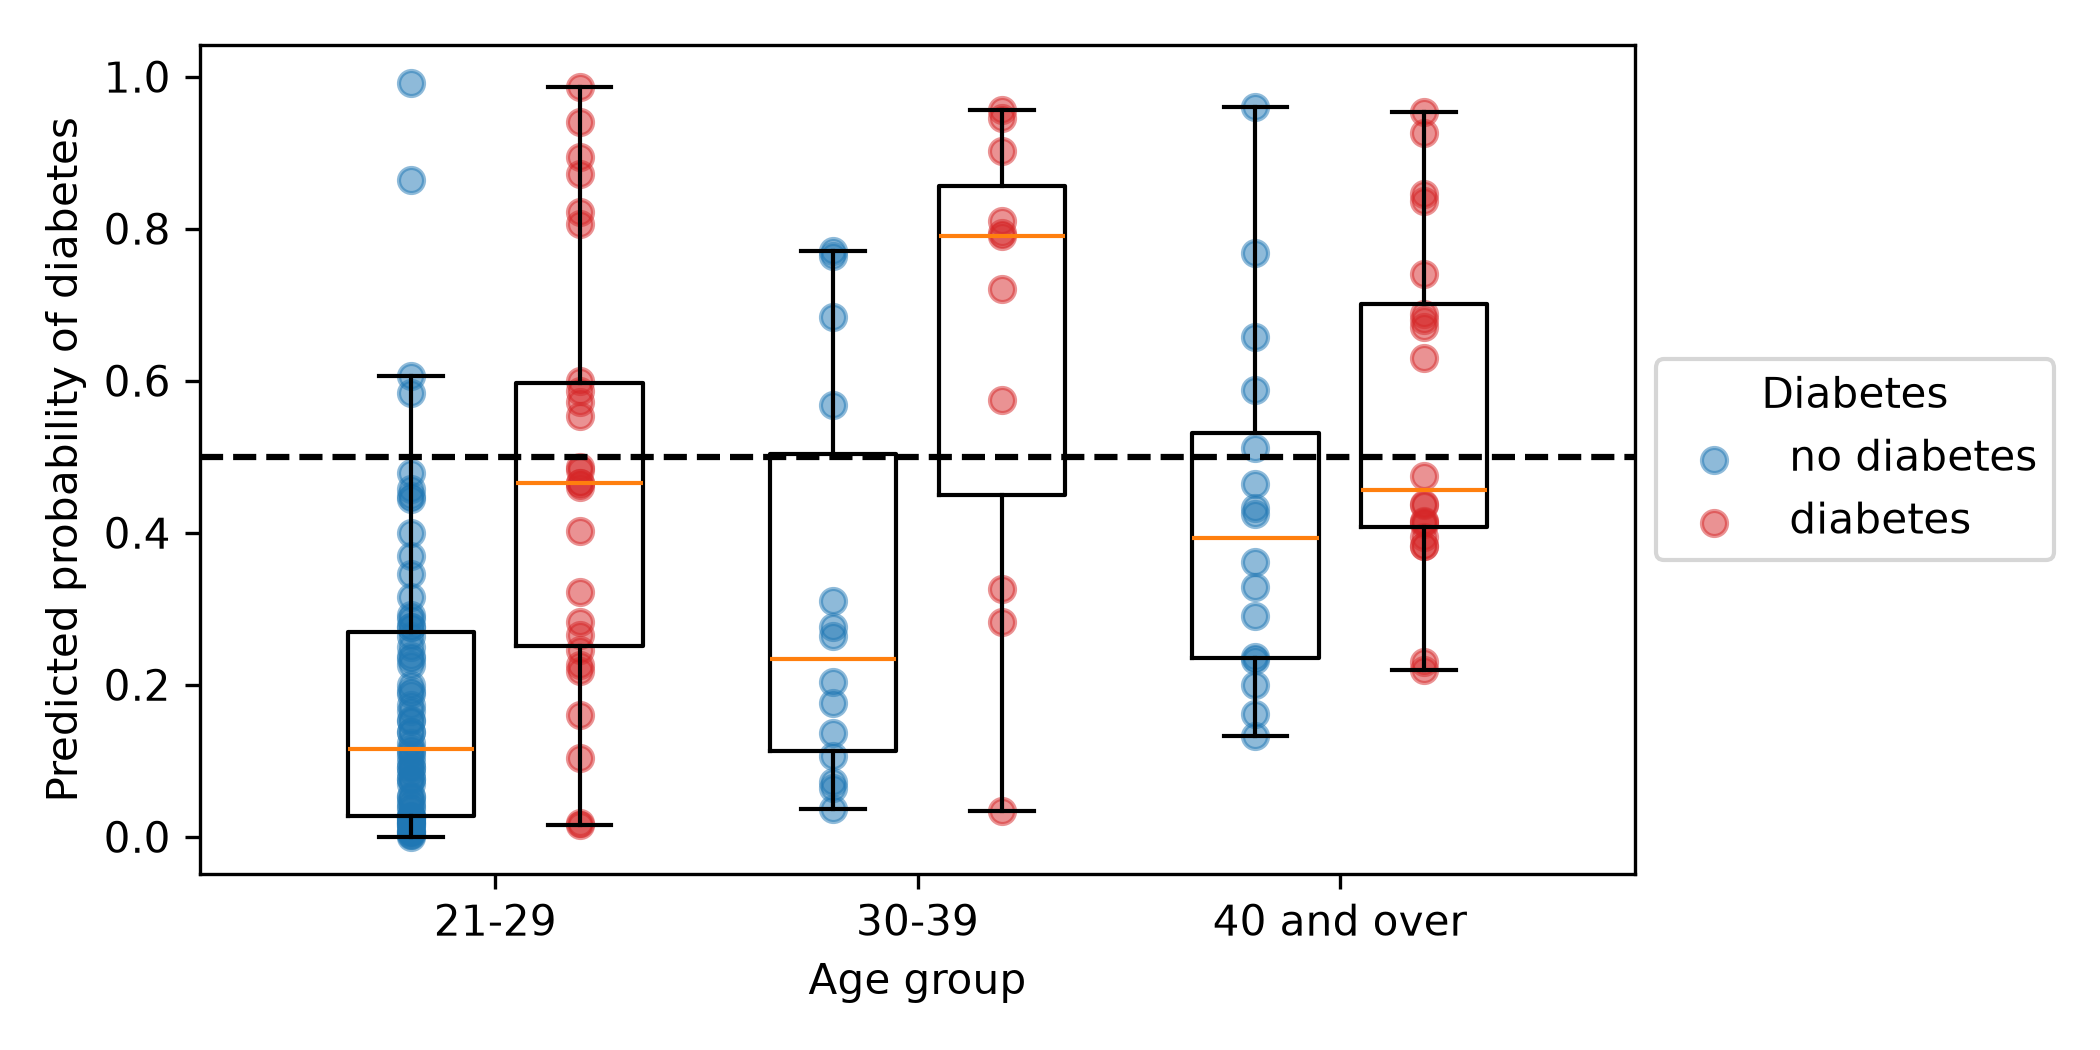 Predicted probability of diabetes
1.0
0.8
0.6
0.4
0.2
0.0
21-29
30-39
40 and over
Age group
Diabetes
no diabetes
diabetes